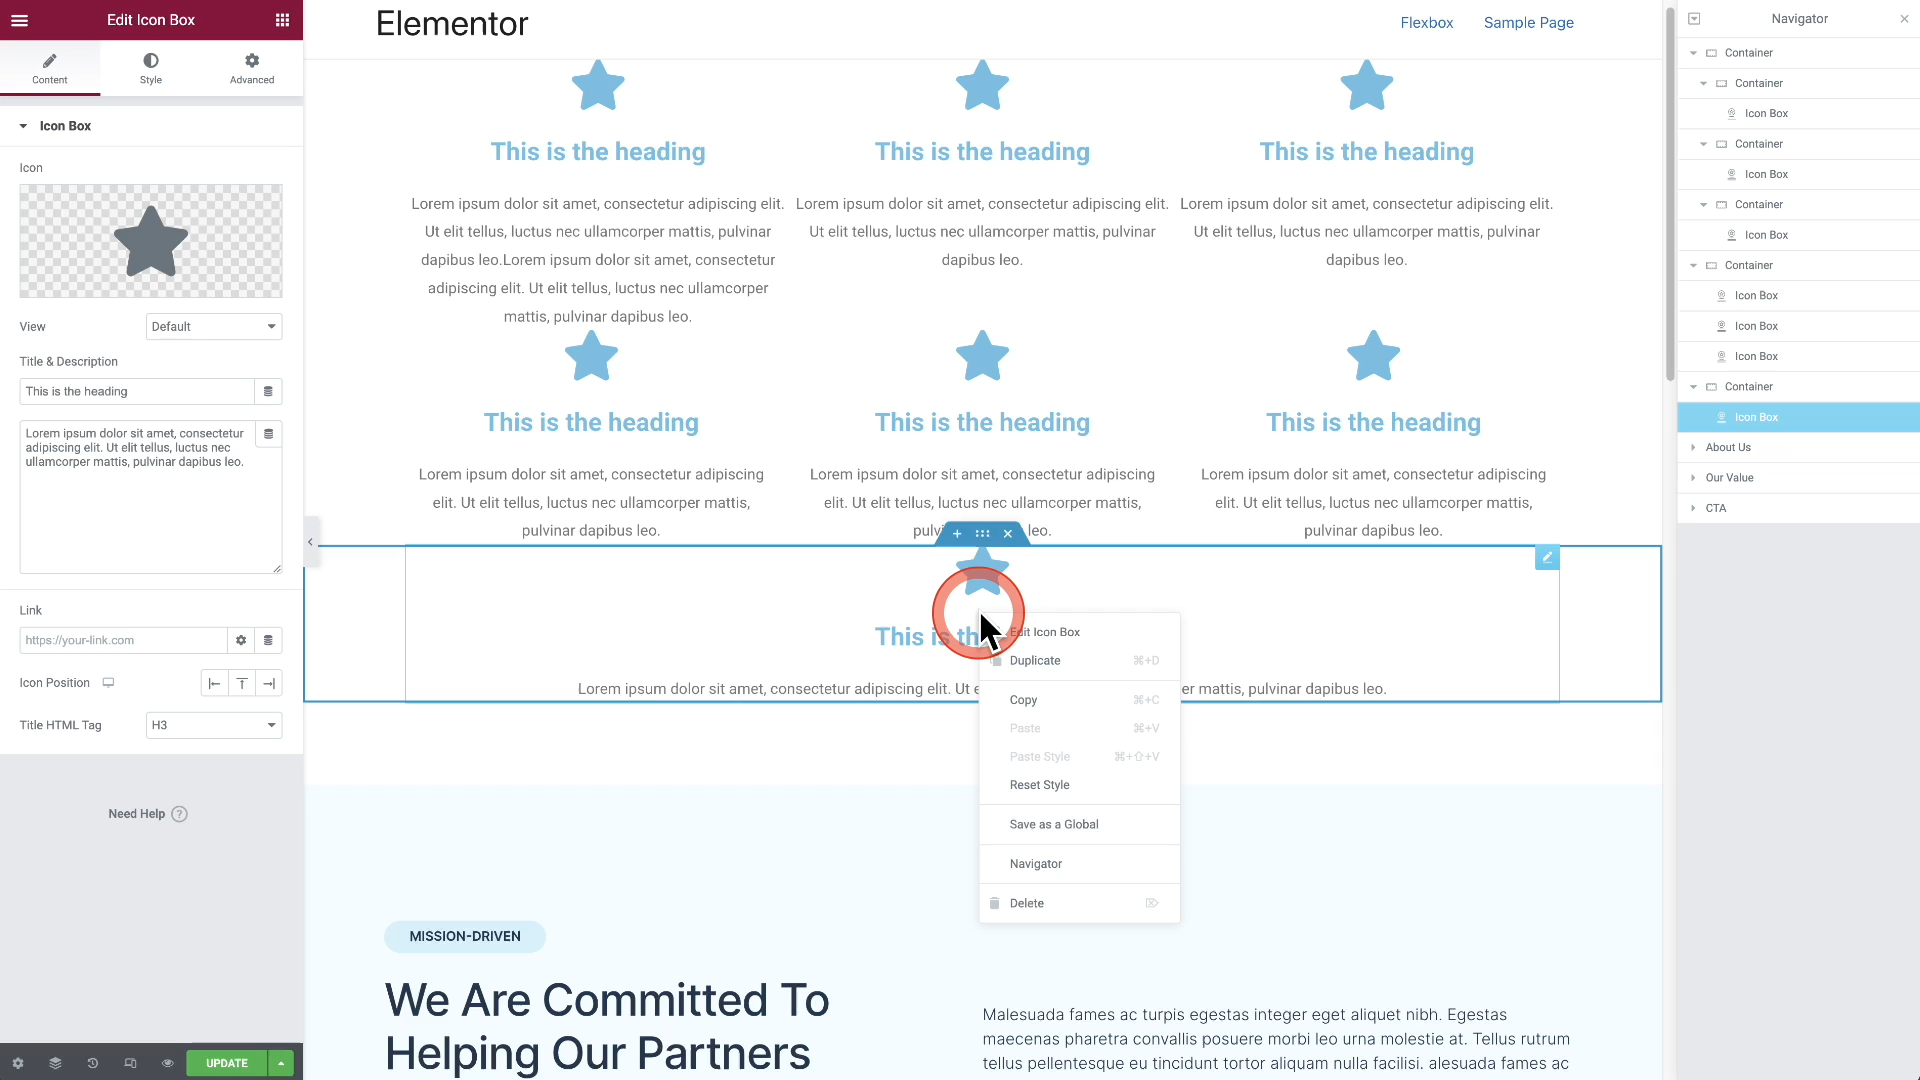 Edit Icon Box
Content
Style
Advanced
Icon Box
Icon
View
Default
Title & Description
This is the heading
Lorem ipsum dolor sit amet, consectetur
adipiscing elit. Ut elit tellus, luctus nec
ullamcorper mattis, pulvinar dapibus leo.
Link
https://your-link.com
Icon Position
Title HTML Tag
H3
Need Help ?
UPDATE
Elementor
Flexbox
Sample Page
This is the heading
Lorem ipsum dolor sit amet, consectetur adipiscing elit.
Ut elit tellus, luctus nec ullamcorper mattis, pulvinar
dapibus leo.Lorem ipsum dolor sit amet, consectetur
adipiscing elit. Ut elit tellus, luctus nec ullamcorper
mattis, pulvinar dapibus leo.
This is the heading
Lorem ipsum dolor sit amet, consectetur adipiscing elit.
Ut elit tellus, luctus nec ullamcorper mattis, pulvinar
dapibus leo.
This is the heading
Lorem ipsum dolor sit amet, consectetur adipiscing elit.
Ut elit tellus, luctus nec ullamcorper mattis, pulvinar
dapibus leo.
This is the heading
Lorem ipsum dolor sit amet, consectetur adipiscing
elit. Ut elit tellus, luctus nec ullamcorper mattis,
pulvinar dapibus leo.
This is the heading
Lorem ipsum dolor sit amet, consectetur adipiscing
elit. Ut elit tellus, luctus nec ullamcorper mattis,
leo.
This is the heading
Lorem ipsum dolor sit amet, consectetur adipiscing
elit. Ut elit tellus, luctus nec ullamcorper mattis,
pulvinar dapibus leo.
This is th
Lorem ipsum dolor sit amet, consectetur adipiscing elit. Ut e er mattis, pulvinar dapibus leo.
Edit Icon Box
Duplicate ⌘+D
Copy ⌘+C
Paste ⌘+V
Paste Style ⌘+⇧+V
Reset Style
Save as a Global
Navigator
Delete ⌦
MISSION-DRIVEN
We Are Committed To
Helping Our Partners
Malesuada fames ac turpis egestas integer eget aliquet nibh. Egestas
maecenas pharetra convallis posuere morbi leo urna molestie at. Tellus rutrum
tellus pellentesque eu tincidunt tortor aliquam nulla facilisi. alesuada fames ac
Navigator
Container
Container
Icon Box
Container
Icon Box
Container
Icon Box
Container
Icon Box
Icon Box
Icon Box
Container
Icon Box
About Us
Our Value
CTA